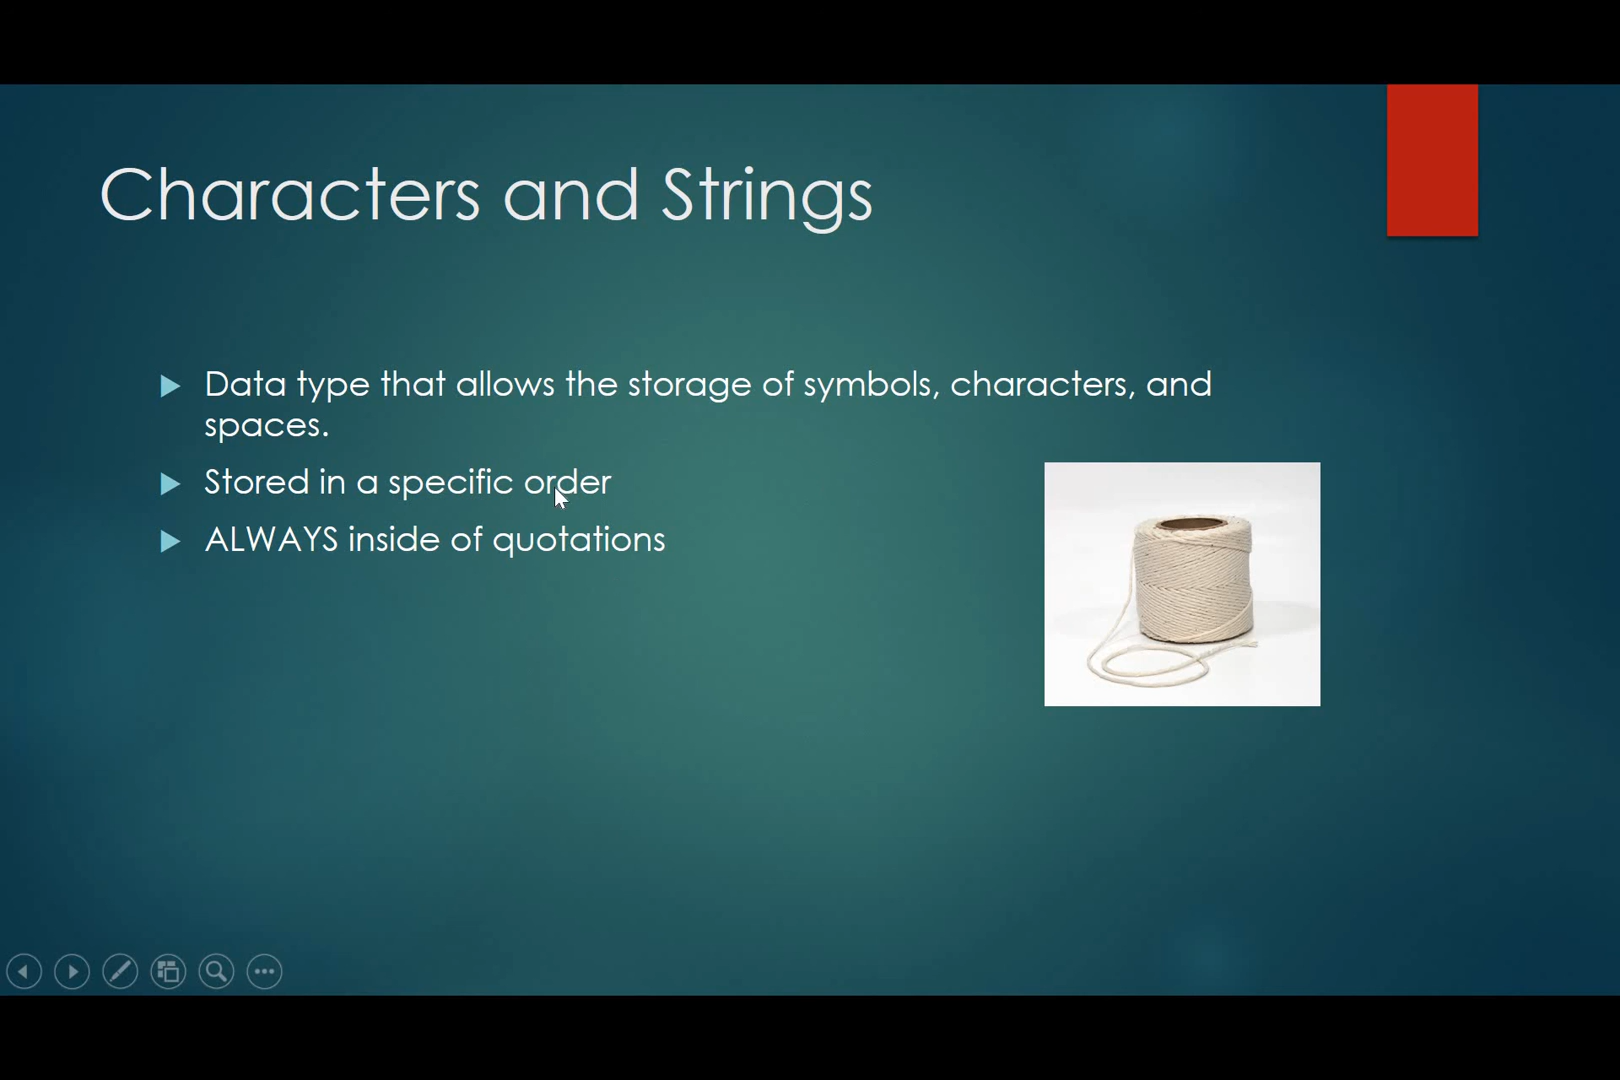 Characters and Strings
Data type that allows the storage of symbols, characters, and
spaces.
Stored in a specific order
ALWAYS inside of quotations